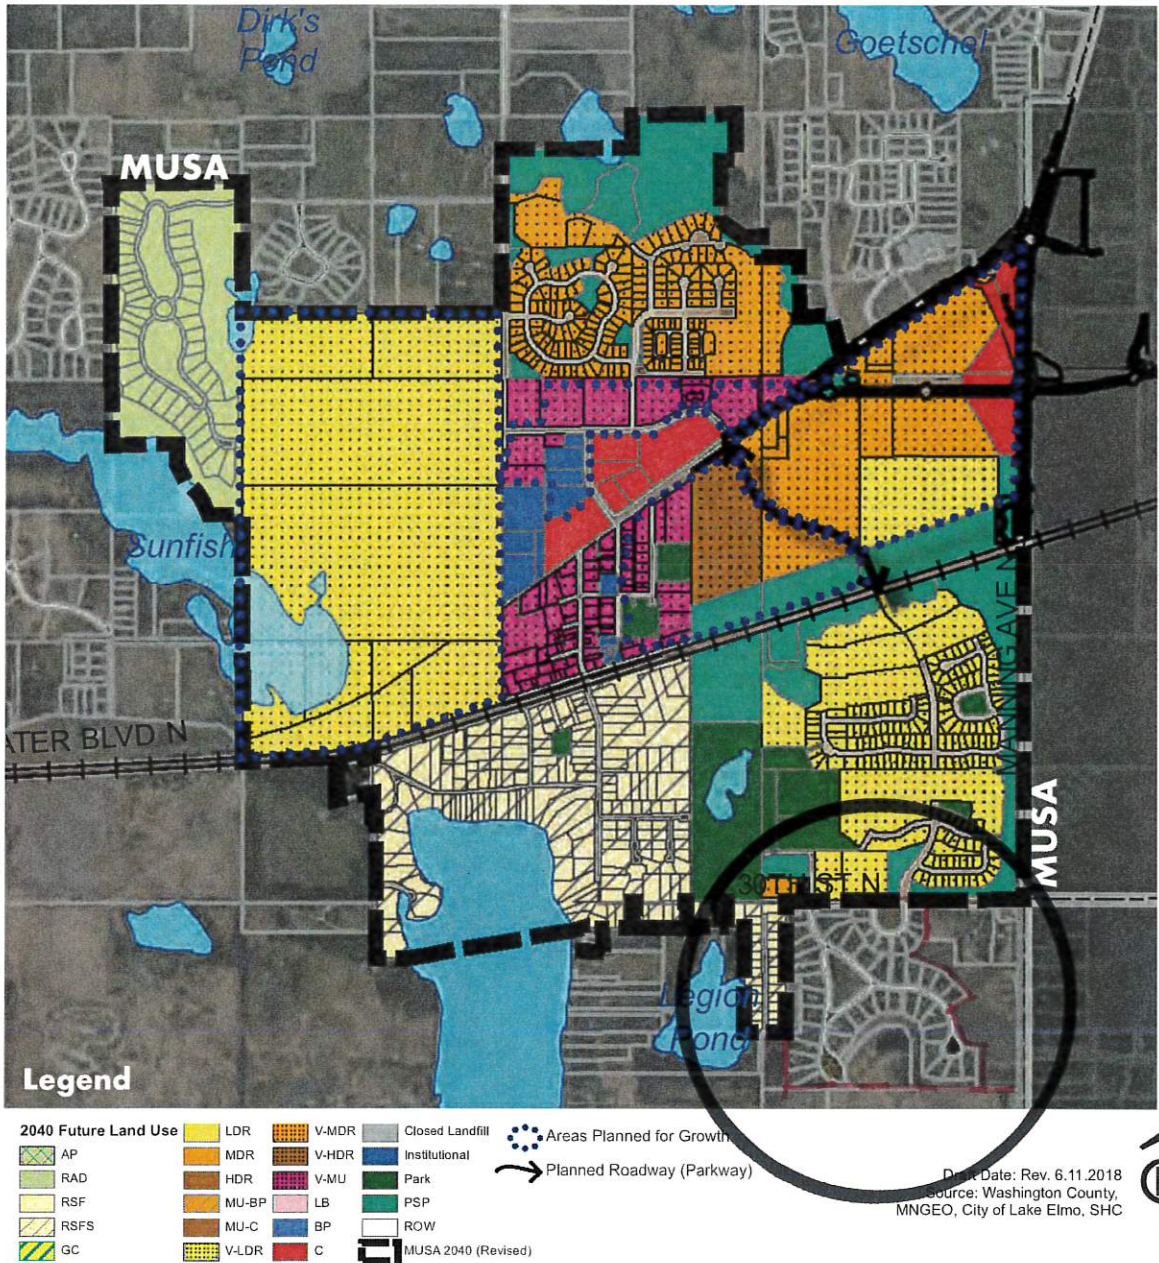 Dirk's
Pond
Goetschel
MUSA
Sunfish
ATER BLVD N
MANNING AVE N
MUSA
30TH ST N
Legion
Pond
Legend
2040 Future Land Use
AP
RAD
RSF
RSFS
GC
LDR
MDR
HDR
MU-BP
MU-C
V-LDR
V-MDR
V-HDR
V-MU
LB
BP
C
Closed Landfill
Institutional
Park
PSP
ROW
MUSA 2040 (Revised)
Areas Planned for Growth
Planned Roadway (Parkway)
Draft Date: Rev. 6.11.2018
Source: Washington County,
MNGEO, City of Lake Elmo, SHC